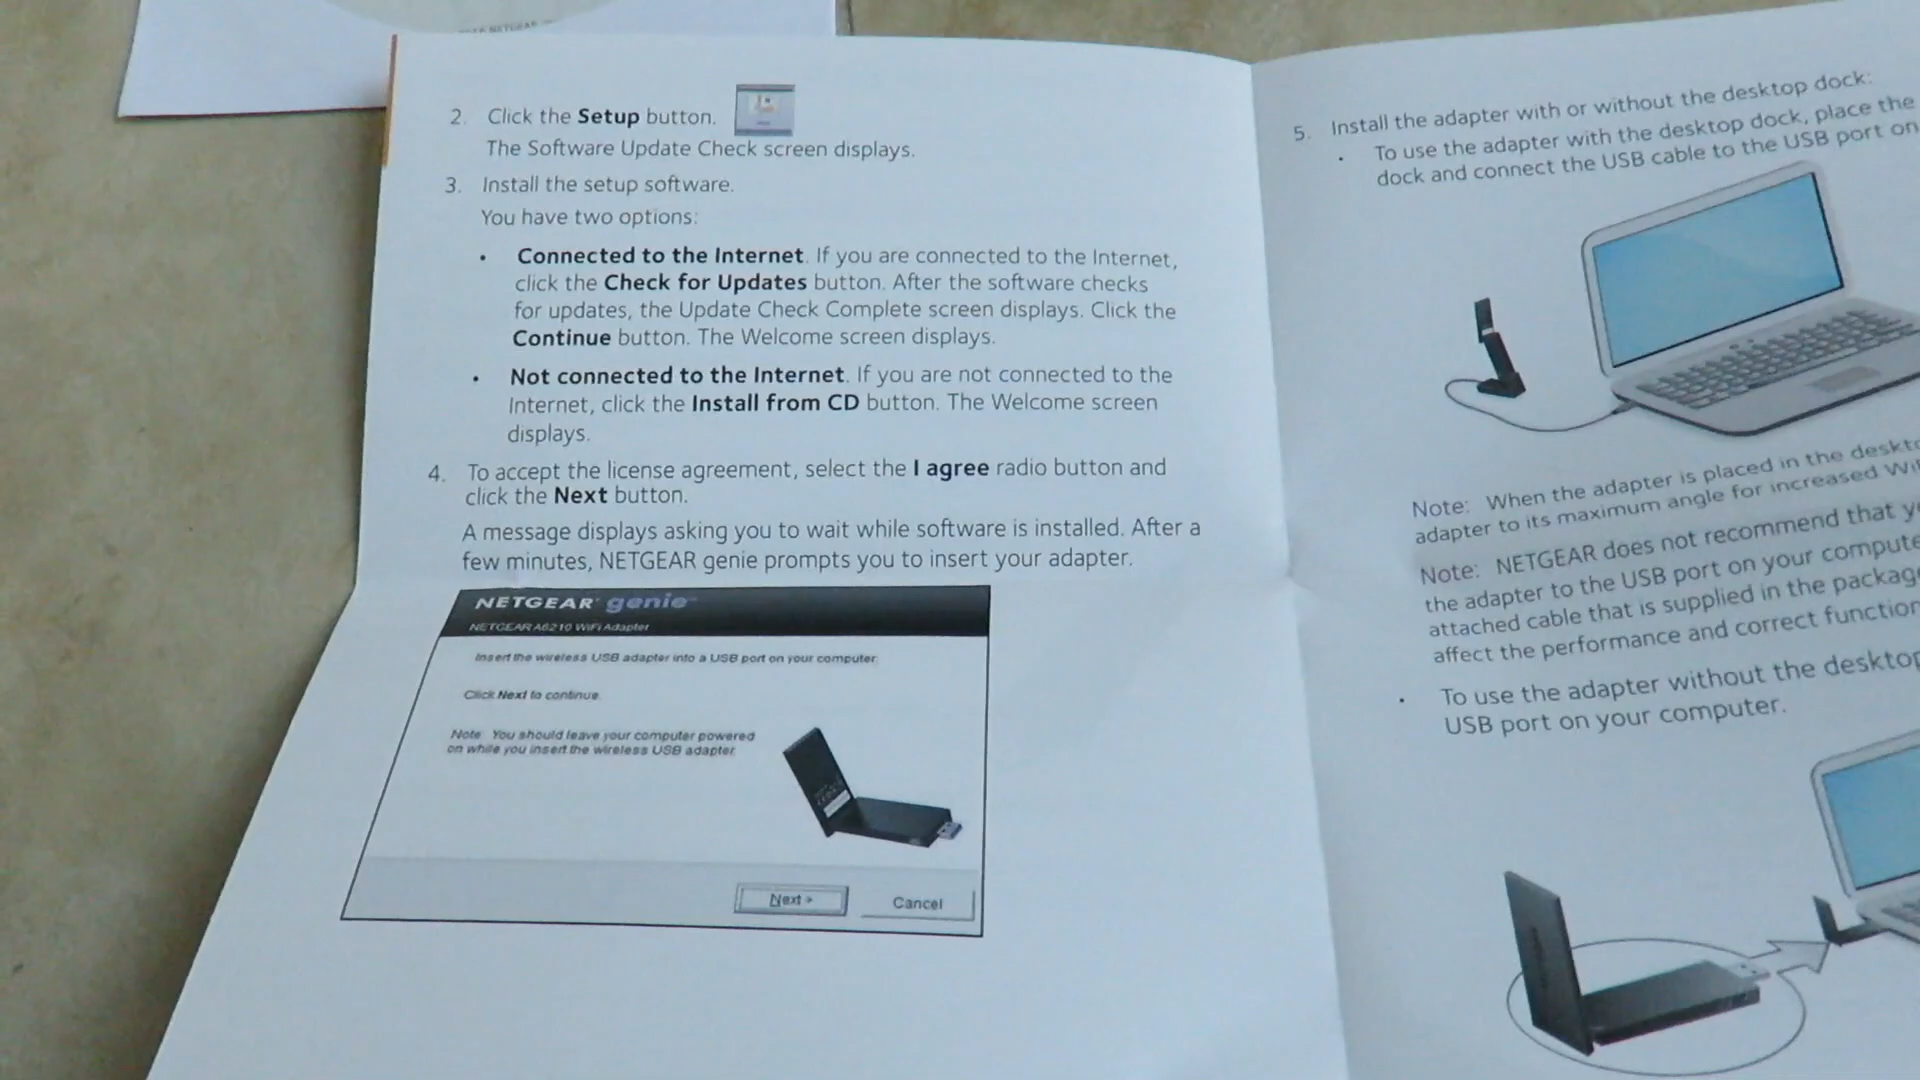 2. Click the Setup button.
The Software Update Check screen displays.
3. Install the setup software.
You have two options:
• Connected to the Internet. If you are connected to the Internet,
click the Check for Updates button. After the software checks
for updates, the Update Check Complete screen displays. Click the
Continue button. The Welcome screen displays.
• Not connected to the Internet. If you are not connected to the
Internet, click the Install from CD button. The Welcome screen
displays.
4. To accept the license agreement, select the I agree radio button and
click the Next button.
A message displays asking you to wait while software is installed. After a
few minutes, NETGEAR genie prompts you to insert your adapter.
NETGEAR genie
NETGEAR A6210 WiFi Adapter
Insert the wireless USB adapter into a USB port on your computer.
Click Next to continue.
Note: You should leave your computer powered
on while you insert the wireless USB adapter.
Next >
Cancel
5. Install the adapter with or without the desktop dock:
• To use the adapter with the desktop dock, place the
dock and connect the USB cable to the USB port on
Note: When the adapter is placed in the
adapter to its maximum angle for increased
Note: NETGEAR does not recommend that
the adapter to the USB port on your
attached cable that is supplied in the
affect the performance and correct
• To use the adapter without the
USB port on your computer.